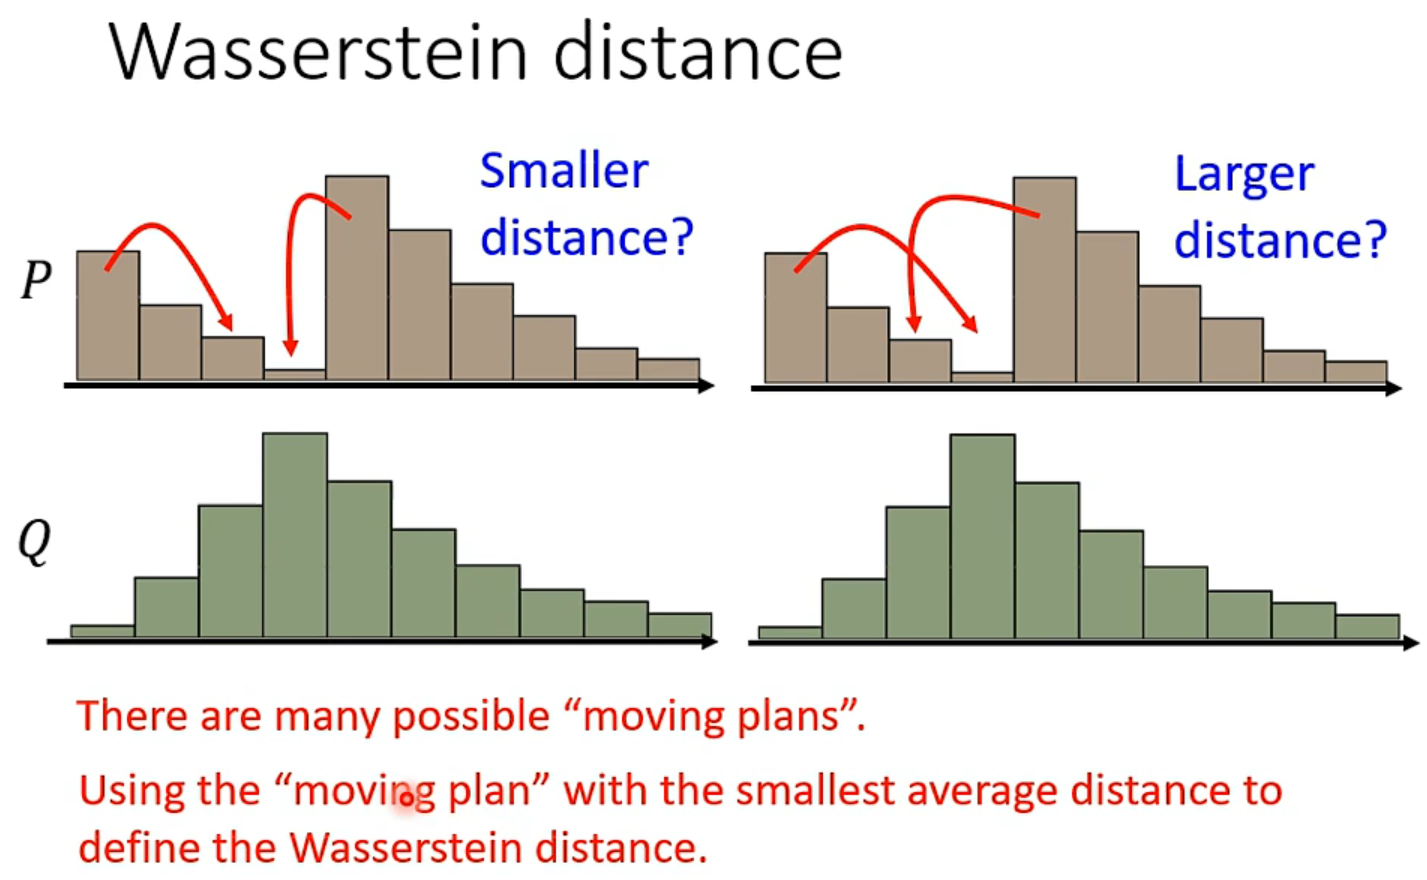 Wasserstein distance
Smaller
distance?
Larger
distance?
P
Q
There are many possible “moving plans”.
Using the “moving plan” with the smallest average distance to
define the Wasserstein distance.